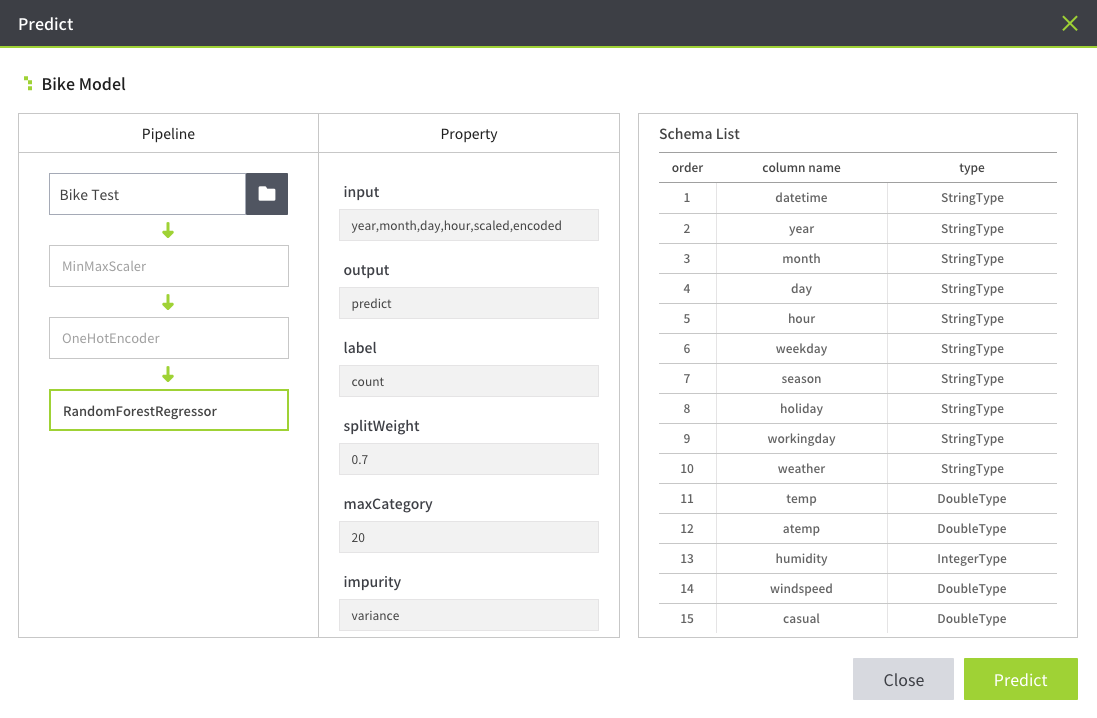 Predict
Bike Model
Pipeline
Property
Bike Test
MinMaxScaler
OneHotEncoder
RandomForestRegressor
input
year,month,day,hour,scaled,encoded
output
predict
label
count
splitWeight
0.7
maxCategory
20
impurity
variance
Schema List
order column name type
1 datetime StringType
2 year StringType
3 month StringType
4 day StringType
5 hour StringType
6 weekday StringType
7 season StringType
8 holiday StringType
9 workingday StringType
10 weather StringType
11 temp DoubleType
12 atemp DoubleType
13 humidity IntegerType
14 windspeed DoubleType
15 casual DoubleType
Close
Predict